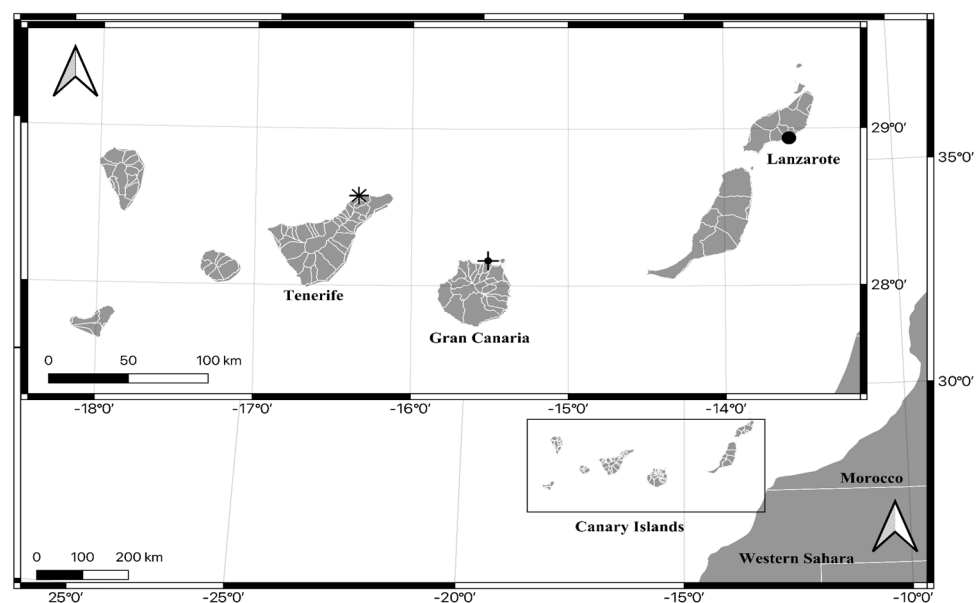 29°0′
35°0′
Lanzarote
28°0′
Tenerife
Gran Canaria
0 50 100 km
30°0′
-18°0′ -17°0′ -16°0′ -15°0′ -14°0′
Morocco
Canary Islands
0 100 200 km
Western Sahara
25°0′ -25°0′ -20°0′ -15°0′ -10°0′